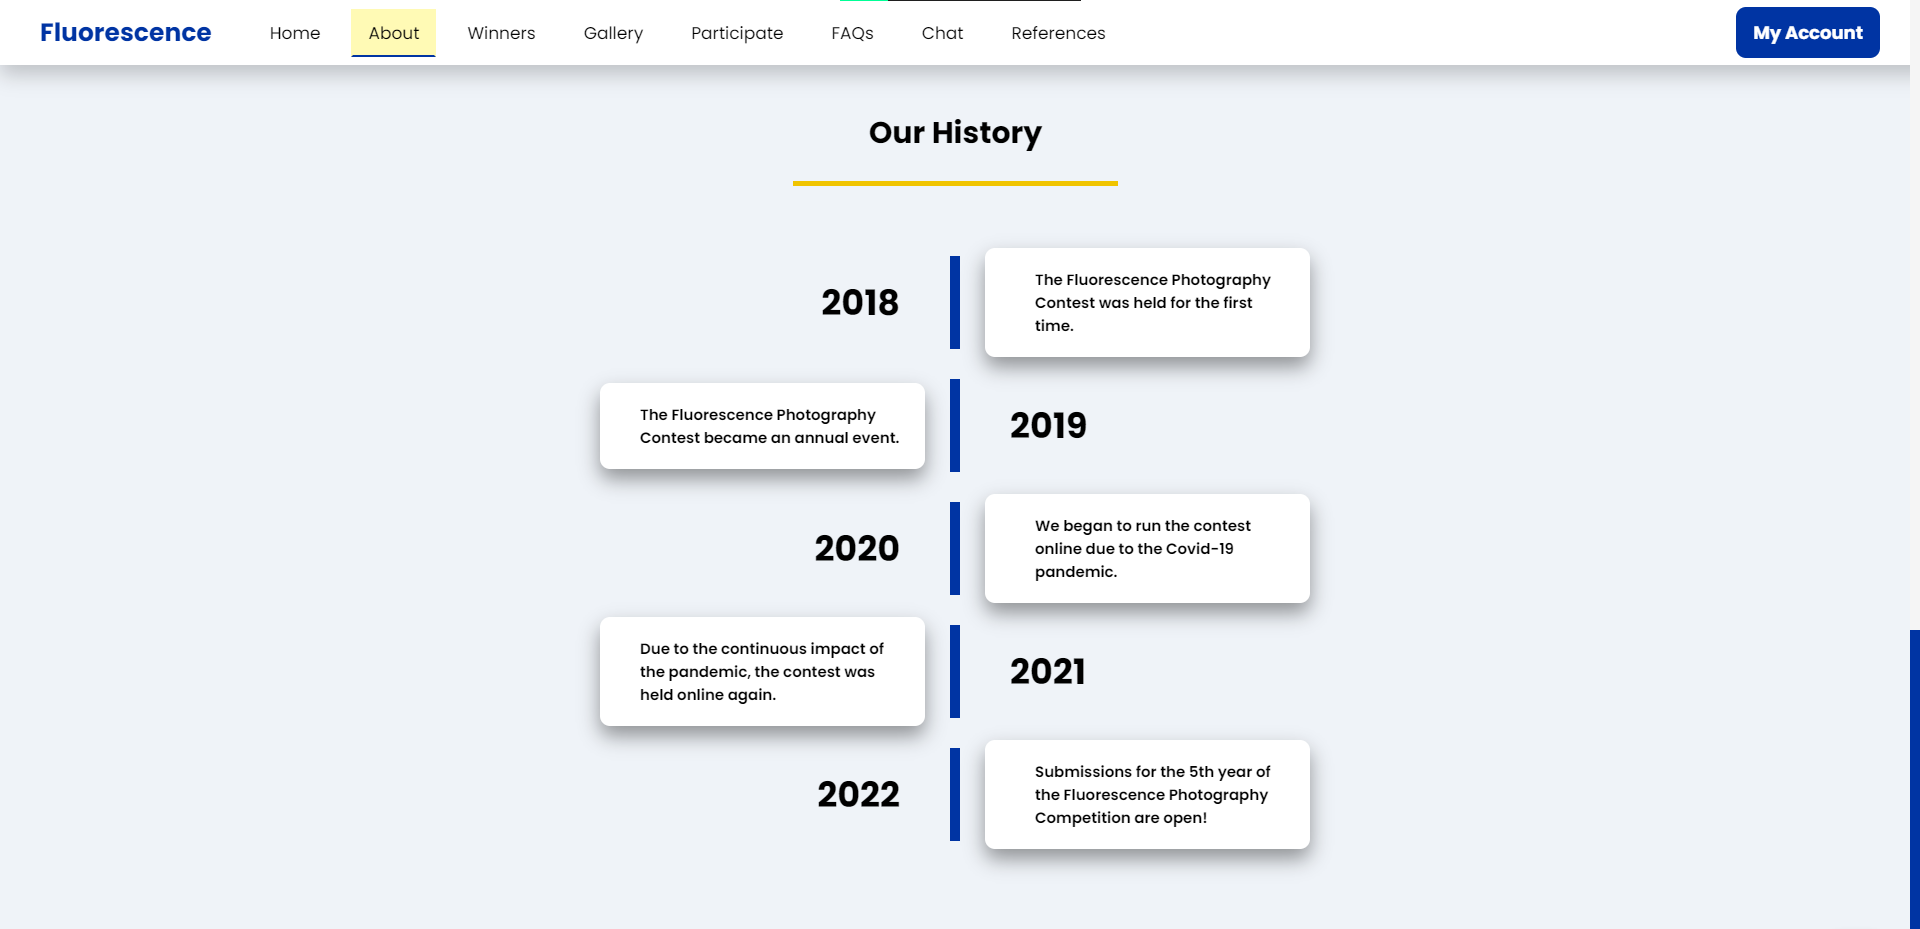 Fluorescence
Home
About
Winners
Gallery
Participate
FAQs
Chat
References
My Account
Our History
2018
The Fluorescence Photography
Contest was held for the first
time.
The Fluorescence Photography
Contest became an annual event.
2019
2020
We began to run the contest
online due to the Covid-19
pandemic.
Due to the continuous impact of
the pandemic, the contest was
held online again.
2021
2022
Submissions for the 5th year of
the Fluorescence Photography
Competition are open!